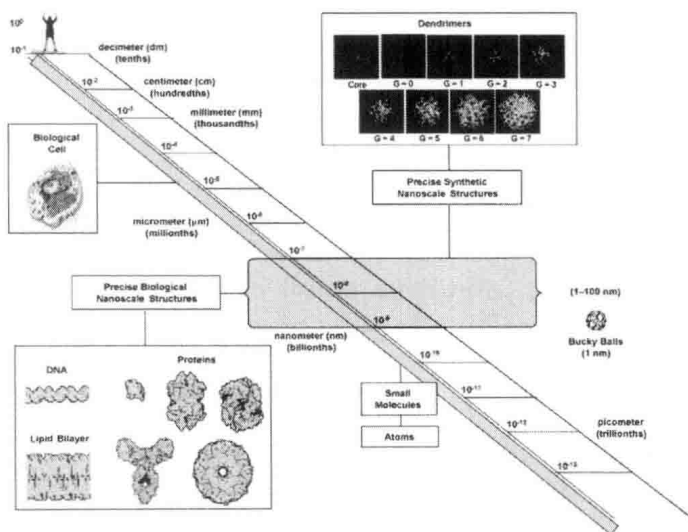 10⁰
10⁻¹
decimeter (dm)
(tenths)
10⁻²
centimeter (cm)
(hundredths)
10⁻³
millimeter (mm)
(thousandths)
10⁻⁴
Biological
Cell
10⁻⁵
micrometer (μm)
(millionths)
10⁻⁶
10⁻⁷
Dendrimers
Core
G = 0
G = 1
G = 2
G = 3
G = 4
G = 5
G = 6
G = 7
Precise Synthetic
Nanoscale Structures
Precise Biological
Nanoscale Structures
10⁻⁸
(1–100 nm)
10⁻⁹
nanometer (nm)
(billionths)
Bucky Balls
(1 nm)
DNA
Proteins
Lipid Bilayer
10⁻¹⁰
Small
Molecules
Atoms
10⁻¹¹
10⁻¹²
picometer
(trillionths)
10⁻¹³